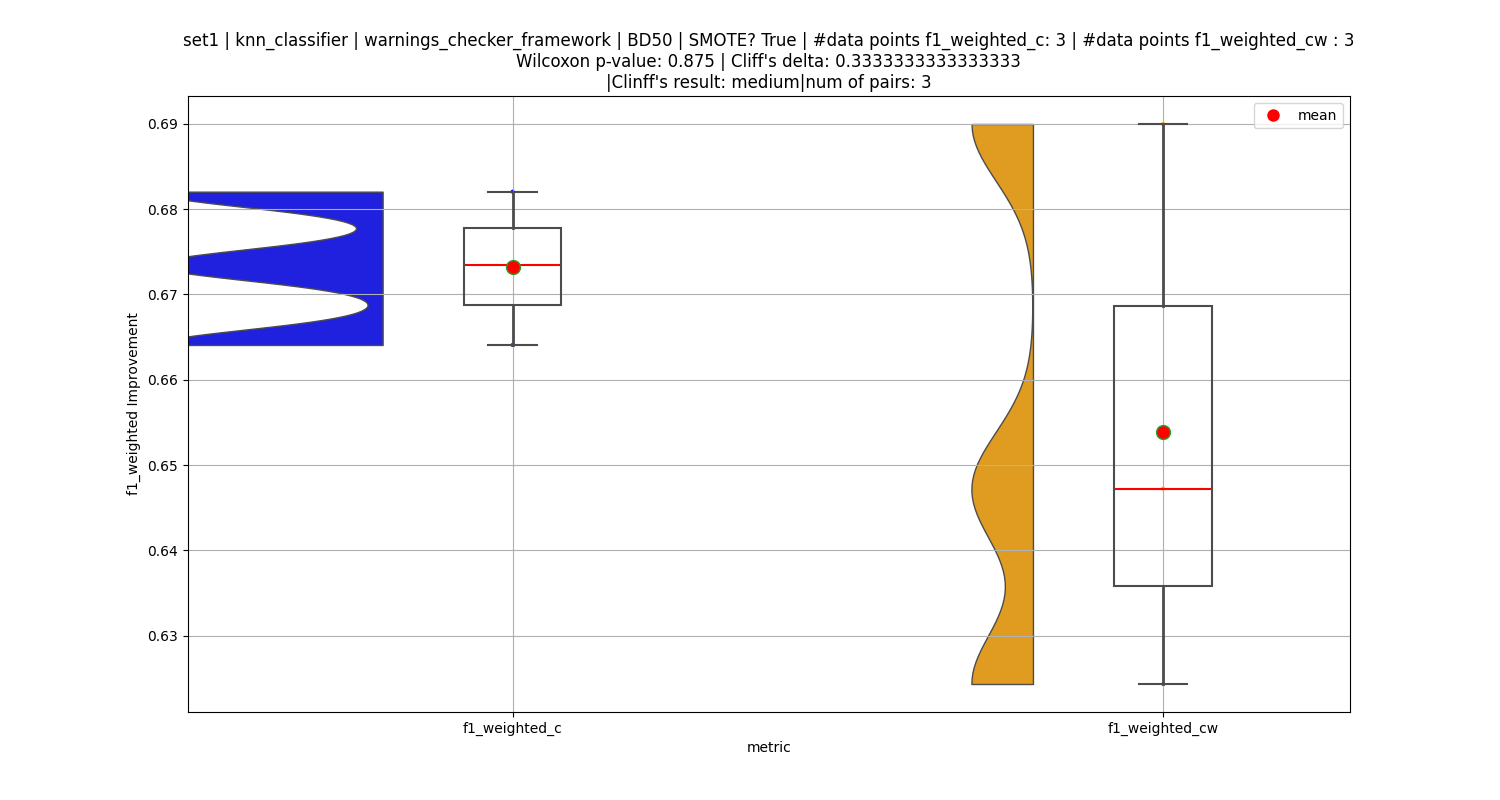 set1 | knn_classifier | warnings_checker_framework | BD50 | SMOTE? True | #data points f1_weighted_c: 3 | #data points f1_weighted_cw : 3
Wilcoxon p-value: 0.875 | Cliff's delta: 0.3333333333333333
|Clinff's result: medium|num of pairs: 3
mean
0.69
0.68
0.67
0.66
0.65
0.64
0.63
f1_weighted Improvement
f1_weighted_c
f1_weighted_cw
metric